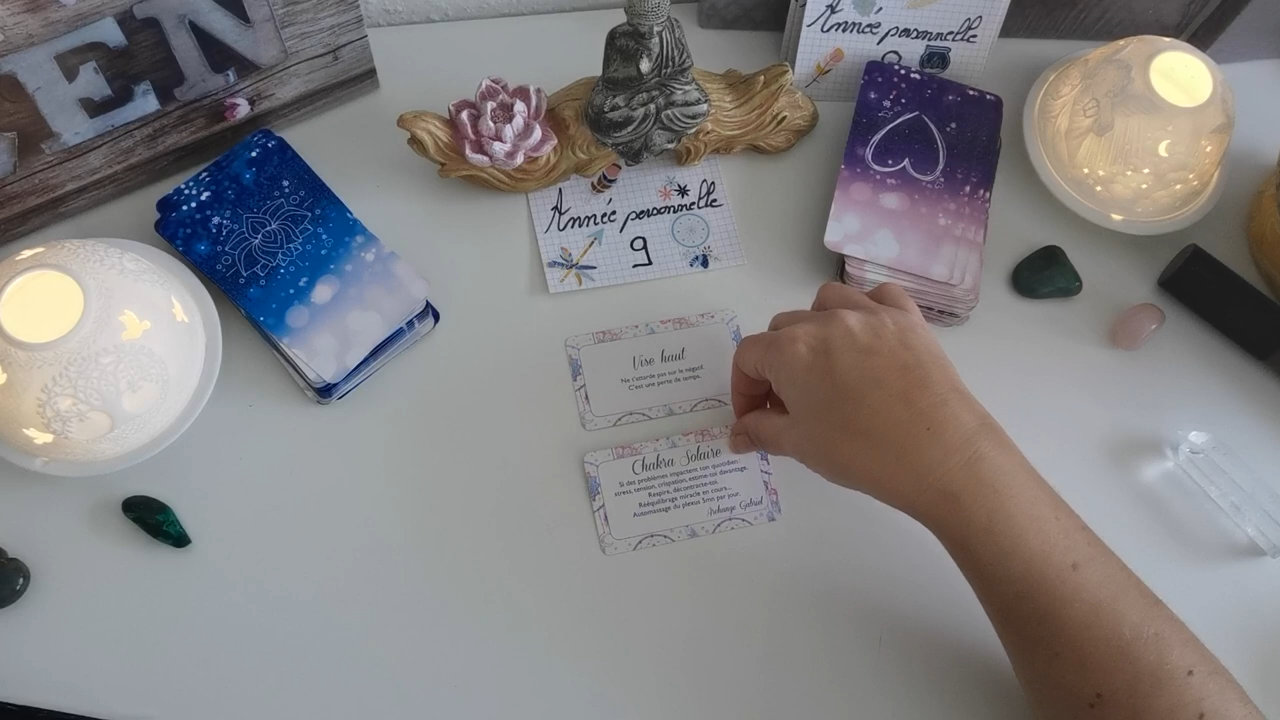 EN
Année personnelle
Année personnelle
9
Vise haut
Ne t'attarde pas sur le négatif.
C'est une perte de temps.
Chakra Solaire
Si des problèmes impactent ton quotidien:
stress, tension, crispation, estime-toi davantage.
Respire, décontracte-toi.
Rééquilibrage miracle en cours...
Automassage du plexus 5mn par jour.
Archange Gabriel